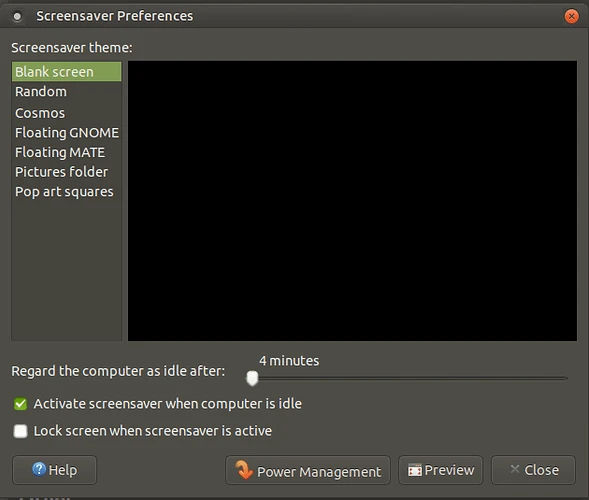 Screensaver Preferences
Screensaver theme:
Blank screen
Random
Cosmos
Floating GNOME
Floating MATE
Pictures folder
Pop art squares
4 minutes
Regard the computer as idle after:
Activate screensaver when computer is idle
Lock screen when screensaver is active
Help
Power Management
Preview
Close